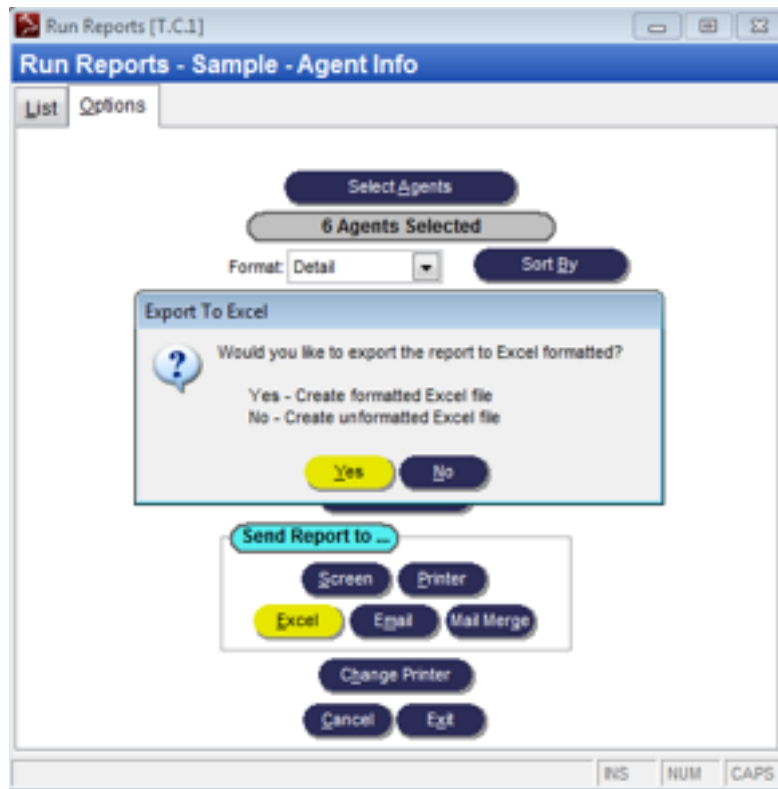 Run Reports [T.C.1]
Run Reports - Sample - Agent Info
List Options
Select Agents
6 Agents Selected
Format: Detail Sort By
Export To Excel
Would you like to export the report to Excel formatted?
Yes - Create formatted Excel file
No - Create unformatted Excel file
Yes No
Send Report to ...
Screen Printer
Excel Email Mail Merge
Change Printer
Cancel Exit
INS NUM CAPS